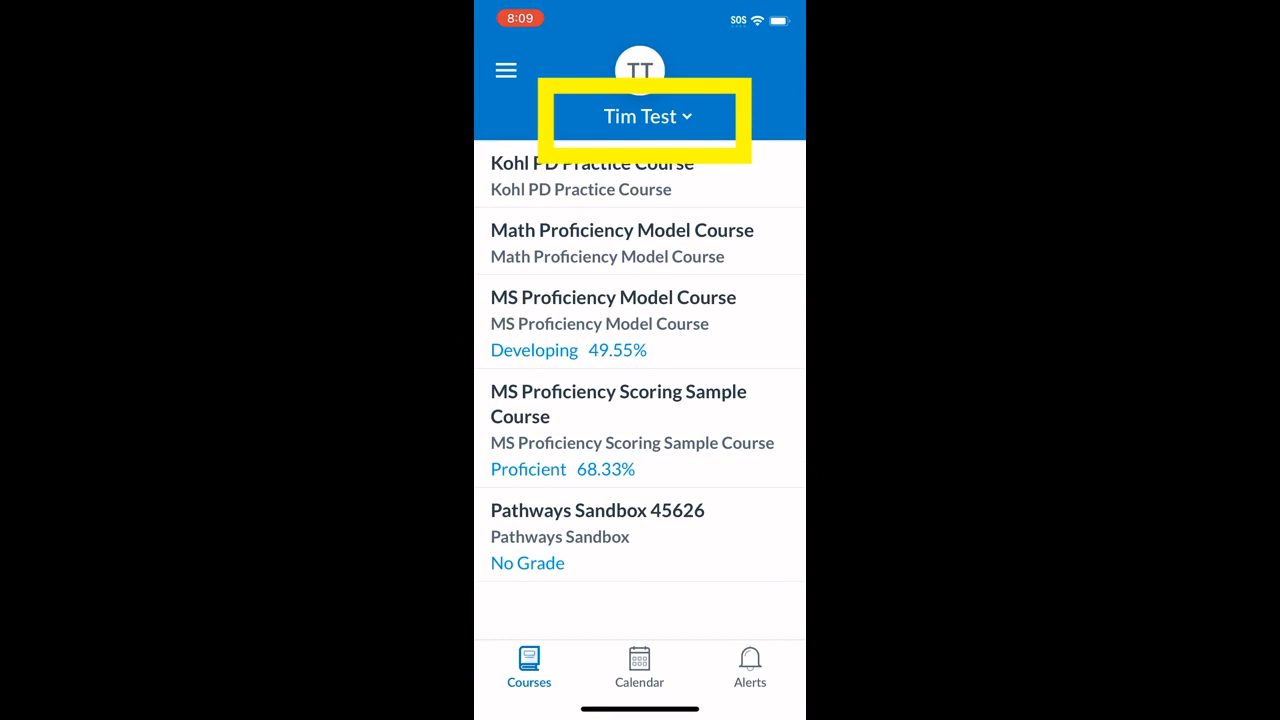 8:09
SOS
TT
Tim Test
Kohl PD Practice Course
Kohl PD Practice Course
Math Proficiency Model Course
Math Proficiency Model Course
MS Proficiency Model Course
MS Proficiency Model Course
Developing 49.55%
MS Proficiency Scoring Sample
Course
MS Proficiency Scoring Sample Course
Proficient 68.33%
Pathways Sandbox 45626
Pathways Sandbox
No Grade
Courses
Calendar
Alerts